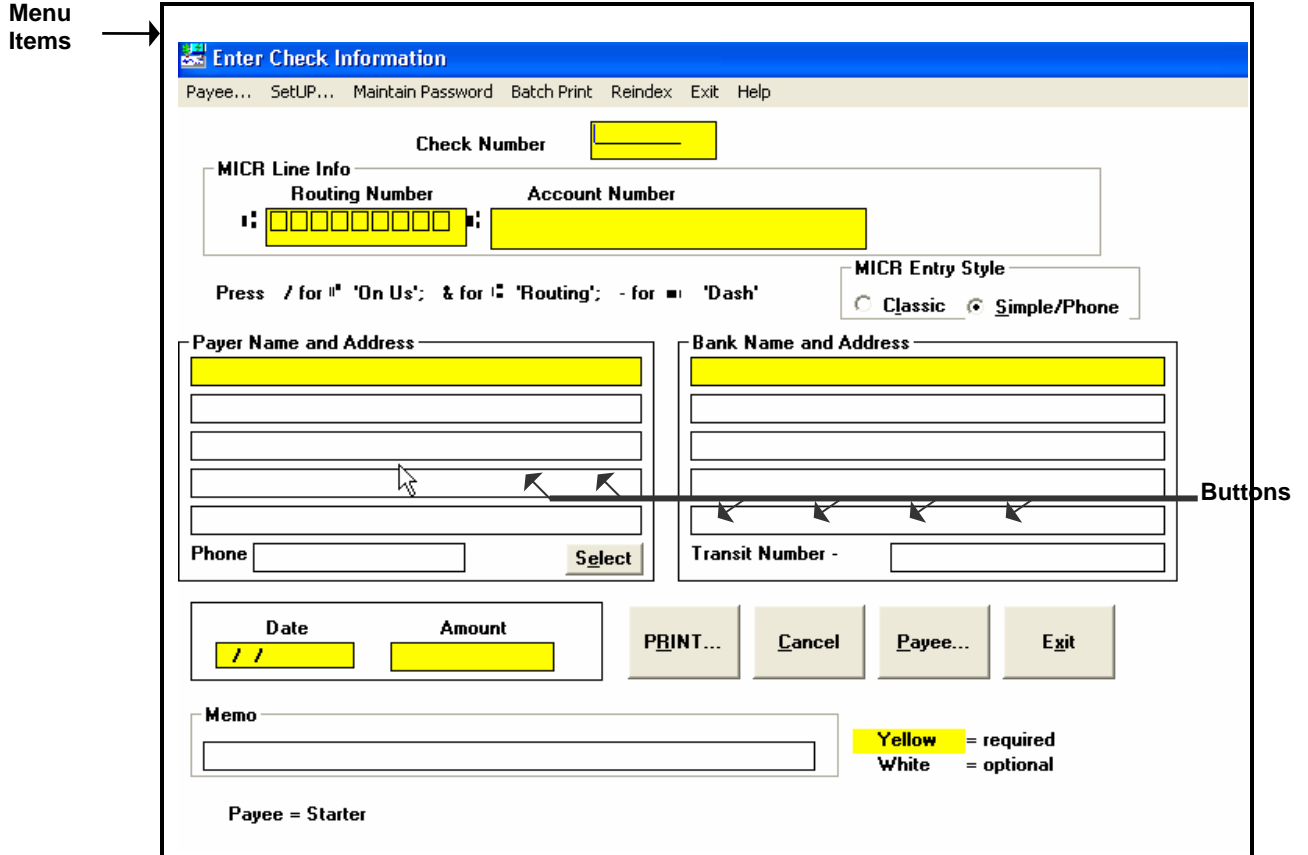 Menu
Items
Enter Check Information
Payee... SetUP... Maintain Password Batch Print Reindex Exit Help
Check Number
MICR Line Info
Routing Number Account Number
⑆ ⑆
MICR Entry Style
Press / for ⑈ 'On Us'; & for ⑆ 'Routing'; - for ⑉ 'Dash'
Classic Simple/Phone
Payer Name and Address Bank Name and Address
Buttons
Phone Select Transit Number -
Date Amount
/ /
PRINT... Cancel Payee... Exit
Memo
Yellow = required
White = optional
Payee = Starter